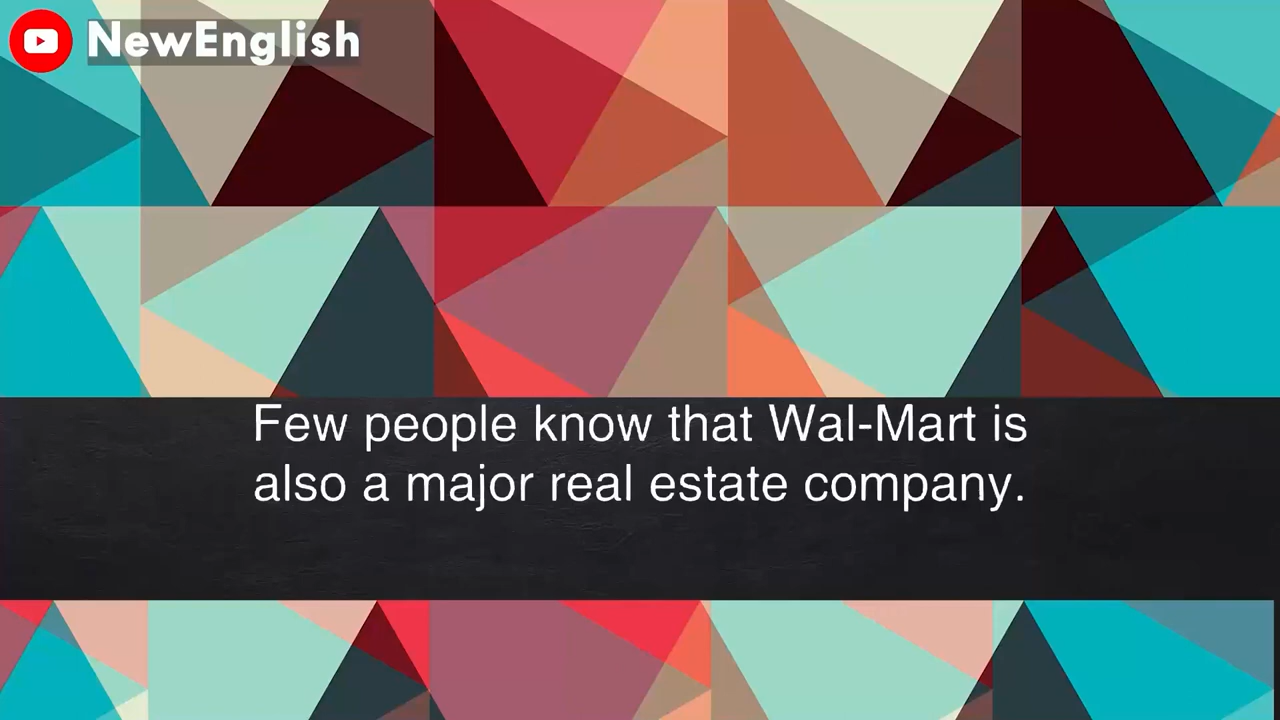 NewEnglish
Few people know that Wal-Mart is
also a major real estate company.